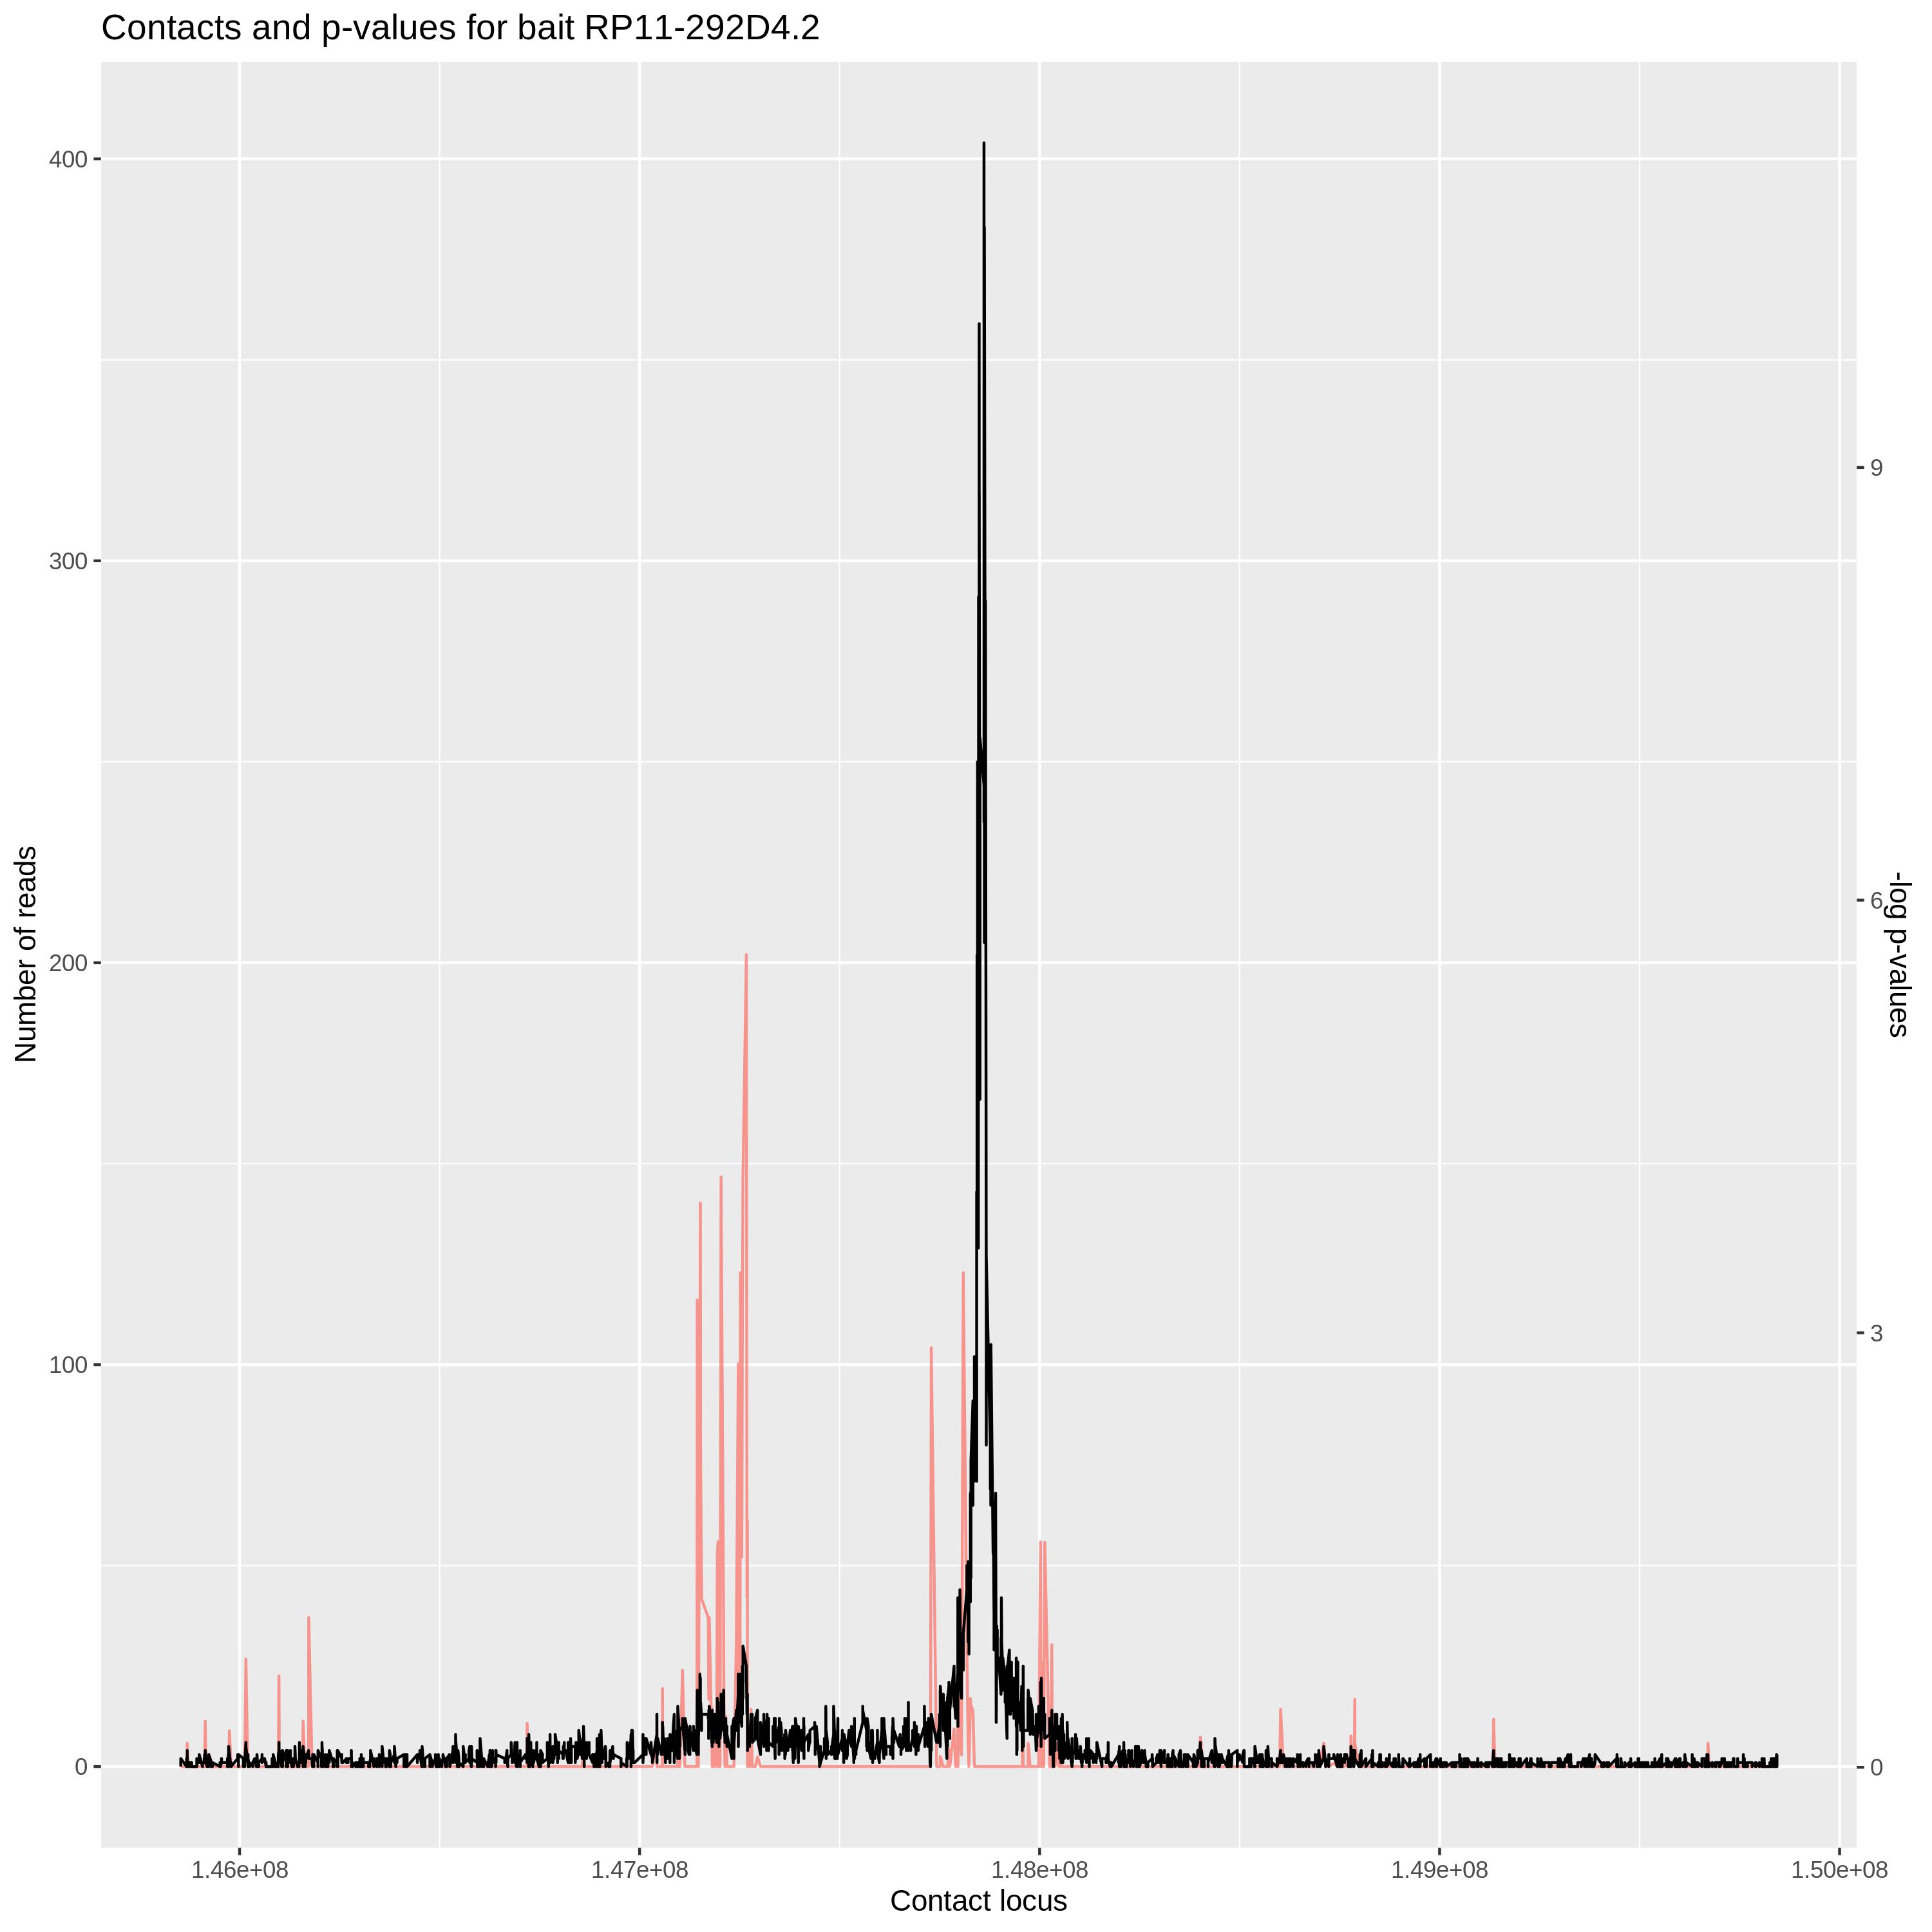 Contacts and p-values for bait RP11-292D4.2
400
300
200
100
0
Number of reads
9
6
3
0
-log p-values
1.46e+08
1.47e+08
1.48e+08
1.49e+08
1.50e+08
Contact locus